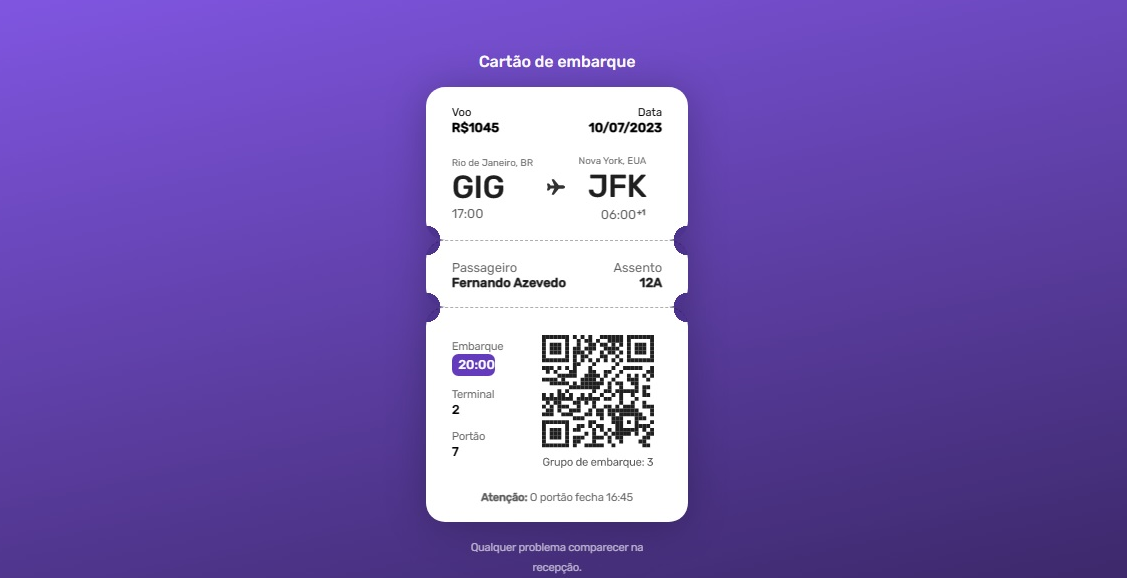 Cartão de embarque
Voo Data
R$1045 10/07/2023
Rio de Janeiro, BR Nova York, EUA
GIG JFK
17:00 06:00+1
Passageiro Assento
Fernando Azevedo 12A
Embarque
20:00
Terminal
2
Portão
7
Grupo de embarque: 3
Atenção: O portão fecha 16:45
Qualquer problema comparecer na
recepção.